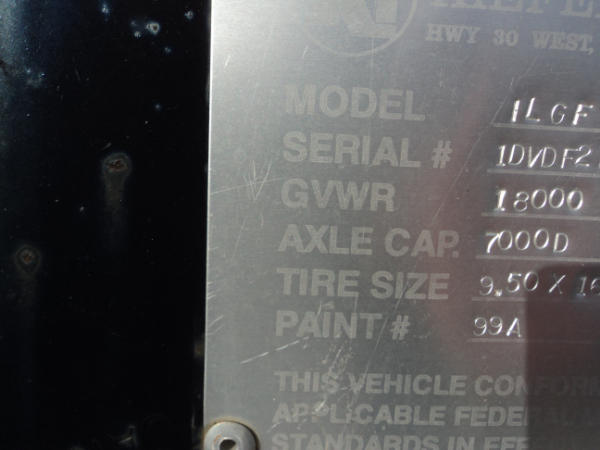 KIEFE
HWY 30 WEST,
MODEL 1LGF
SERIAL # 1DVDF2
GVWR 18000
AXLE CAP. 7000D
TIRE SIZE 9.50 X 16
PAINT # 99A
THIS VEHICLE CONFORM
APPLICABLE FEDERAL
STANDARDS IN EFFE